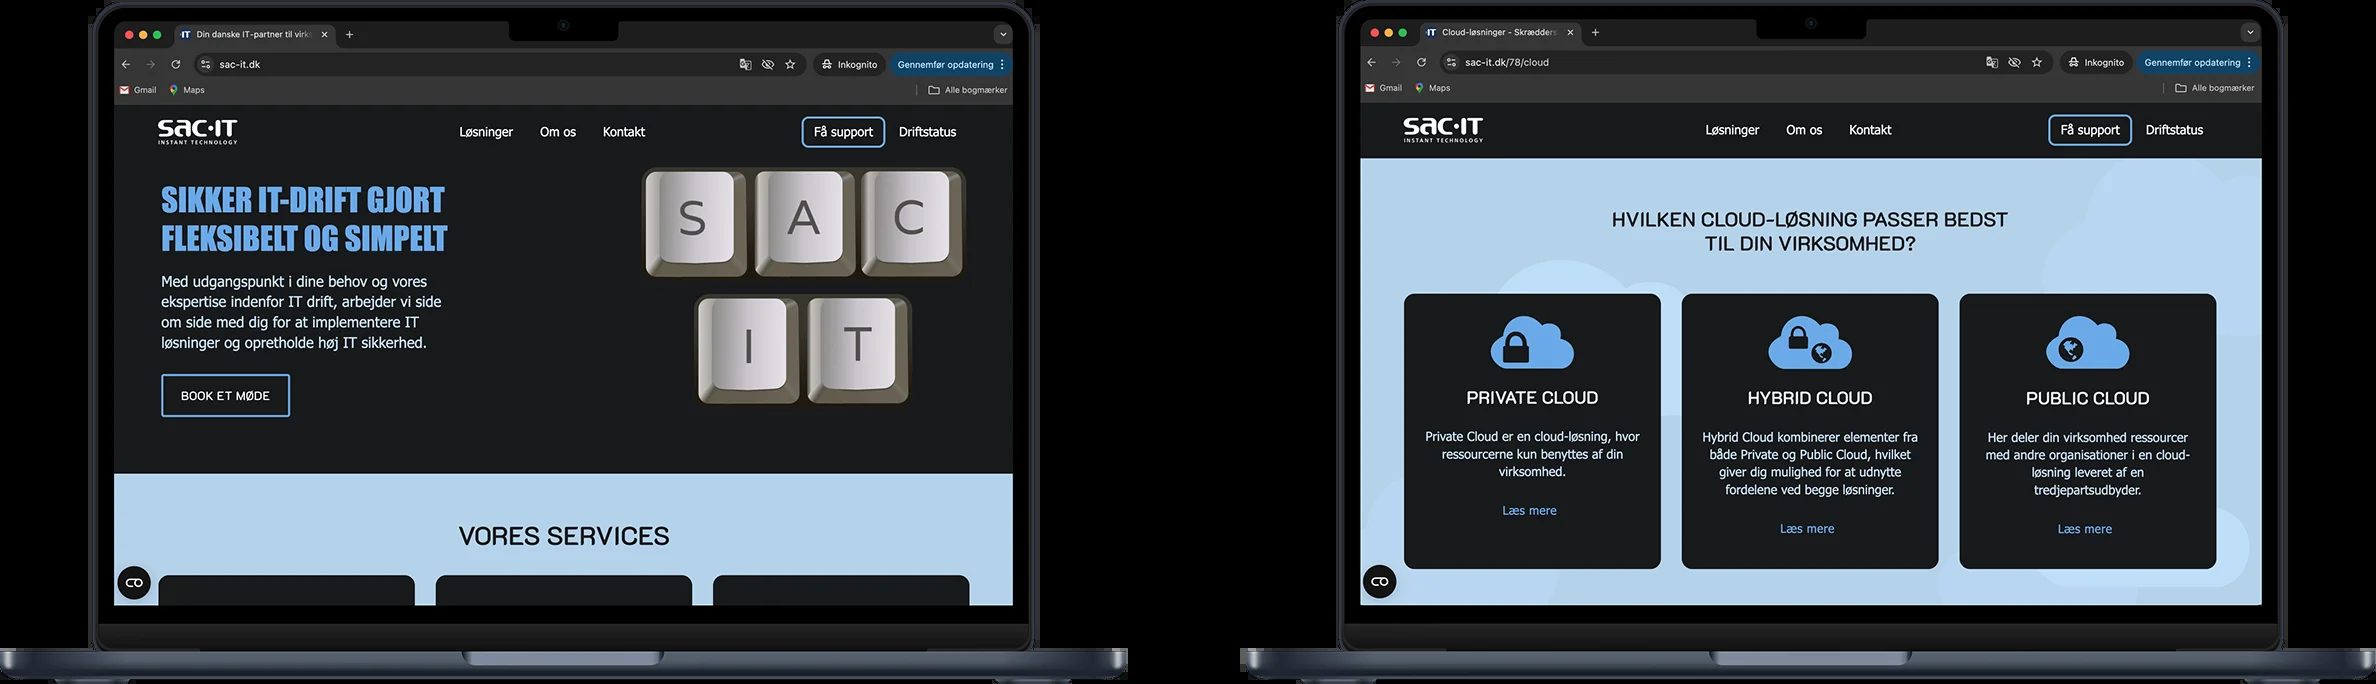 Din danske IT-partner til virks
sac-it.dk
Inkognito
Gennemfør opdatering
Gmail
Maps
Alle bogmærker
SAC·IT
INSTANT TECHNOLOGY
Løsninger
Om os
Kontakt
Få support
Driftstatus
SIKKER IT-DRIFT GJORT
FLEKSIBELT OG SIMPELT
Med udgangspunkt i dine behov og vores
ekspertise indenfor IT drift, arbejder vi side
om side med dig for at implementere IT
løsninger og opretholde høj IT sikkerhed.
BOOK ET MØDE
S A C
I T
VORES SERVICES
Cloud-løsninger - Skrædders
sac-it.dk/78/cloud
Inkognito
Gennemfør opdatering
Gmail
Maps
Alle bogmærker
SAC·IT
INSTANT TECHNOLOGY
Løsninger
Om os
Kontakt
Få support
Driftstatus
HVILKEN CLOUD-LØSNING PASSER BEDST
TIL DIN VIRKSOMHED?
PRIVATE CLOUD
Private Cloud er en cloud-løsning, hvor
ressourcerne kun benyttes af din
virksomhed.
Læs mere
HYBRID CLOUD
Hybrid Cloud kombinerer elementer fra
både Private og Public Cloud, hvilket
giver dig mulighed for at udnytte
fordelene ved begge løsninger.
Læs mere
PUBLIC CLOUD
Her deler din virksomhed ressourcer
med andre organisationer i en cloud-
løsning leveret af en
tredjepartsudbyder.
Læs mere